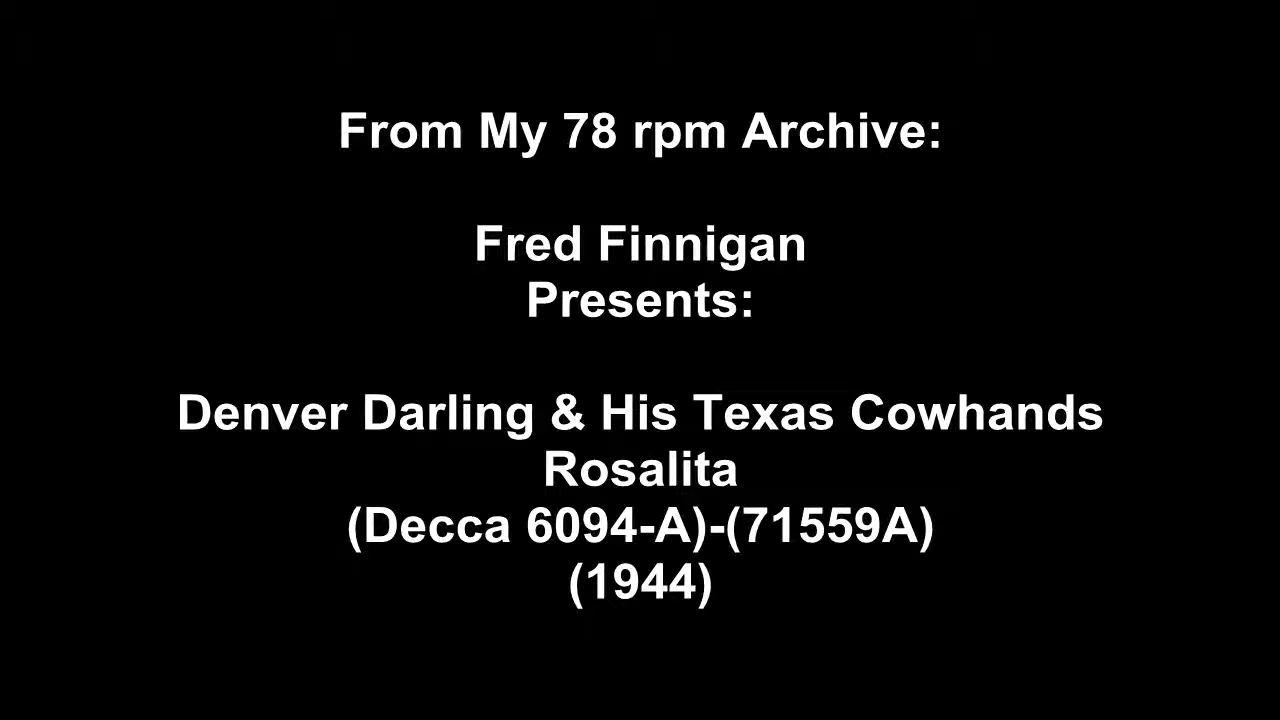 From My 78 rpm Archive:
Fred Finnigan
Presents:
Denver Darling & His Texas Cowhands
Rosalita
(Decca 6094-A)-(71559A)
(1944)